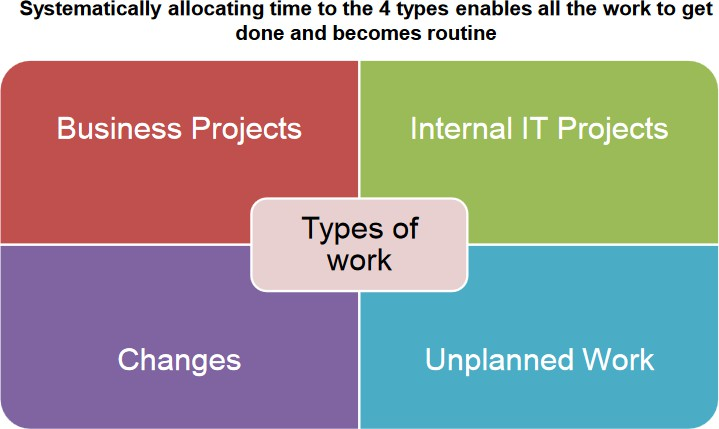 Systematically allocating time to the 4 types enables all the work to get
done and becomes routine
Business Projects
Internal IT Projects
Types of
work
Changes
Unplanned Work